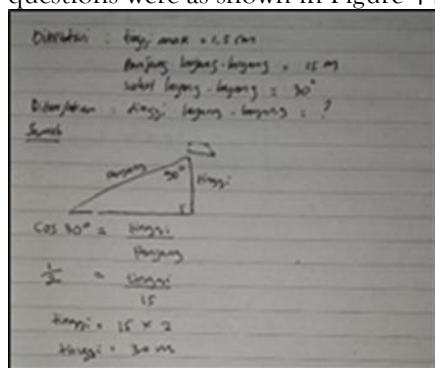 questions were as shown in Figure 4
Diketahui : tinggi anak = 1,5 cm
Panjang layang-layang = 15 m
sudut layang-layang = 30°
Ditanyakan : tinggi layang-layang = ?
Jawab
panjang 30° tinggi
cos 30° = tinggi / Panjang
1/2 = tinggi / 15
tinggi = 15 × 2
tinggi = 30 m